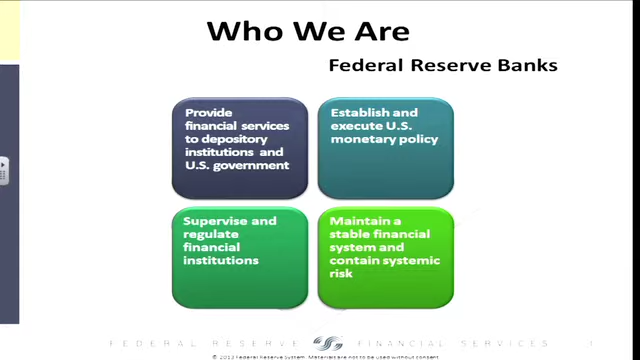 Who We Are
Federal Reserve Banks
Provide
financial services
to depository
institutions and
U.S. government
Establish and
execute U.S.
monetary policy
Supervise and
regulate
financial
institutions
Maintain a
stable financial
system and
contain systemic
risk
FEDERAL RESERVE FINANCIAL SERVICES 1
© 2013 Federal Reserve System. Materials are not to be used without consent.